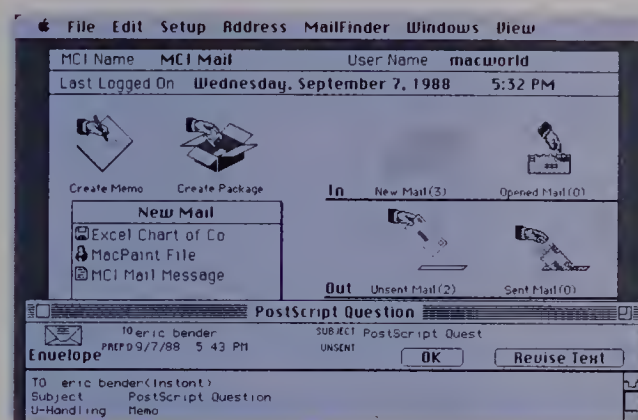 File Edit Setup Address MailFinder Windows View
MCI Name MCI Mail User Name macworld
Last Logged On Wednesday, September 7, 1988 5:32 PM
Create Memo Create Package In New Mail(3) Opened Mail(0)
New Mail
Excel Chart of Co
MacPaint File
MCI Mail Message
Out Unsent Mail(2) Sent Mail(0)
PostScript Question
TO eric bender SUBJECT PostScript Quest
PREPD 9/7/88 5 43 PM UNSENT
Envelope OK Revise Text
TO eric bender(Instant)
Subject PostScript Question
U-Handling Memo